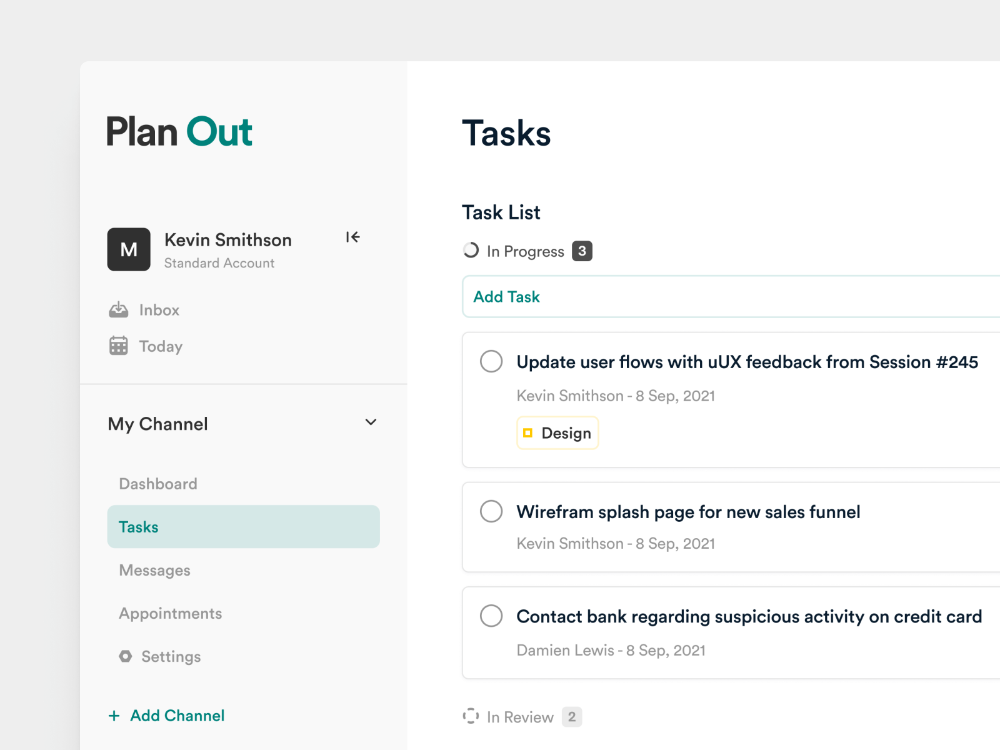 Plan Out
M
Kevin Smithson
Standard Account
Inbox
Today
My Channel
Dashboard
Tasks
Messages
Appointments
Settings
+ Add Channel
Tasks
Task List
In Progress 3
Add Task
Update user flows with uUX feedback from Session #245
Kevin Smithson - 8 Sep, 2021
Design
Wirefram splash page for new sales funnel
Kevin Smithson - 8 Sep, 2021
Contact bank regarding suspicious activity on credit card
Damien Lewis - 8 Sep, 2021
In Review 2